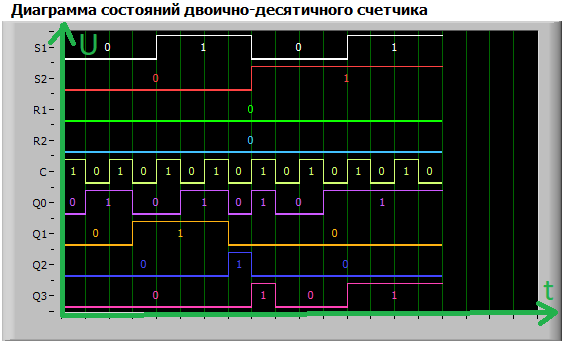 Диаграмма состояний двоично-десятичного счетчика
U
S1 0 1 0 1
S2 0 1
R1 0
R2 0
C 1 0 1 0 1 0 1 0 1 0 1 0 1 0 1 0
Q0 0 1 0 1 0 1 0 1
Q1 0 1 0
Q2 0 1 0
Q3 0 1 0 1
t